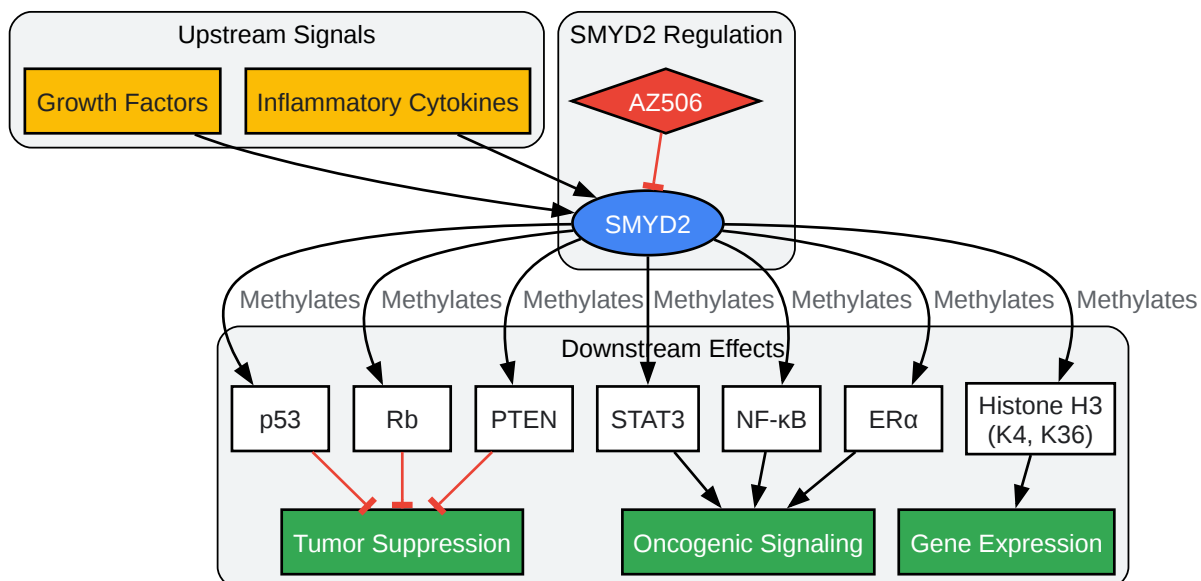 Upstream Signals
SMYD2 Regulation
Growth Factors
Inflammatory Cytokines
AZ506
SMYD2
Methylates
Methylates
Methylates
Methylates
Methylates
Methylates
Methylates
Downstream Effects
p53
Rb
PTEN
STAT3
NF-κB
ERα
Histone H3
(K4, K36)
Tumor Suppression
Oncogenic Signaling
Gene Expression